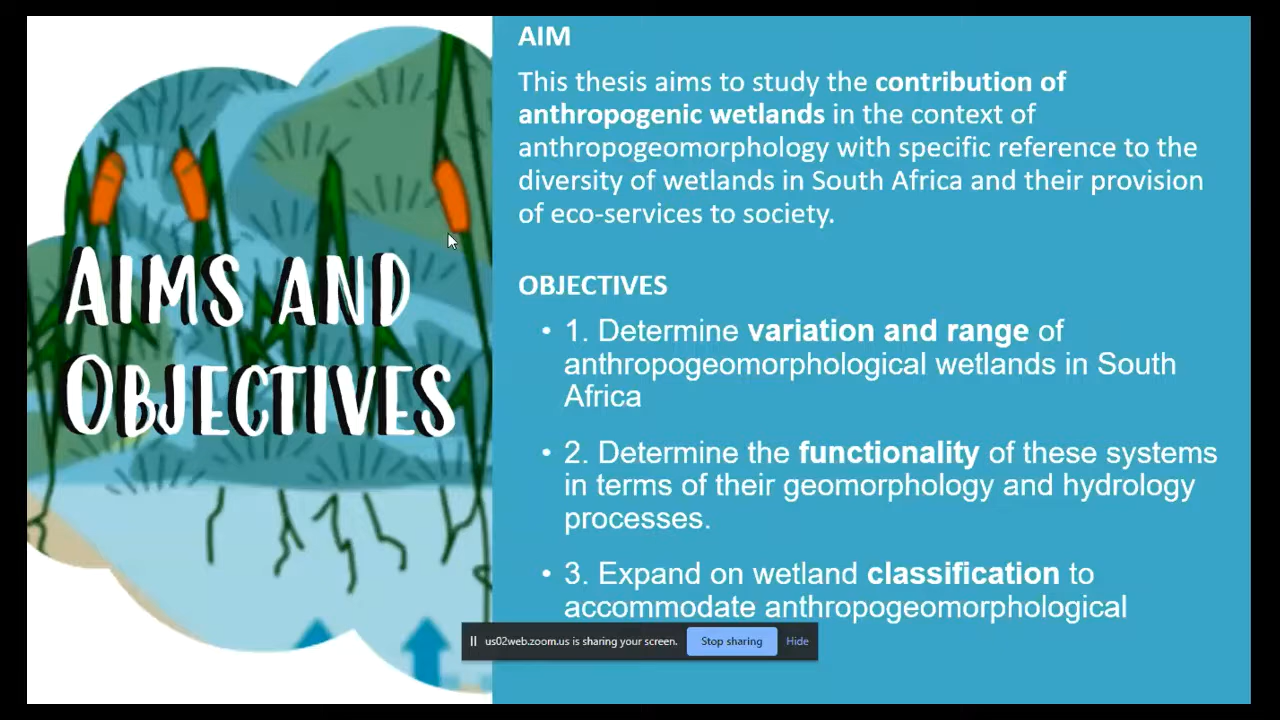 AIMS AND
OBJECTIVES
AIM
This thesis aims to study the contribution of
anthropogenic wetlands in the context of
anthropogeomorphology with specific reference to the
diversity of wetlands in South Africa and their provision
of eco-services to society.
OBJECTIVES
• 1. Determine variation and range of
anthropogeomorphological wetlands in South
Africa
• 2. Determine the functionality of these systems
in terms of their geomorphology and hydrology
processes.
• 3. Expand on wetland classification to
accommodate anthropogeomorphological
us02web.zoom.us is sharing your screen. Stop sharing Hide